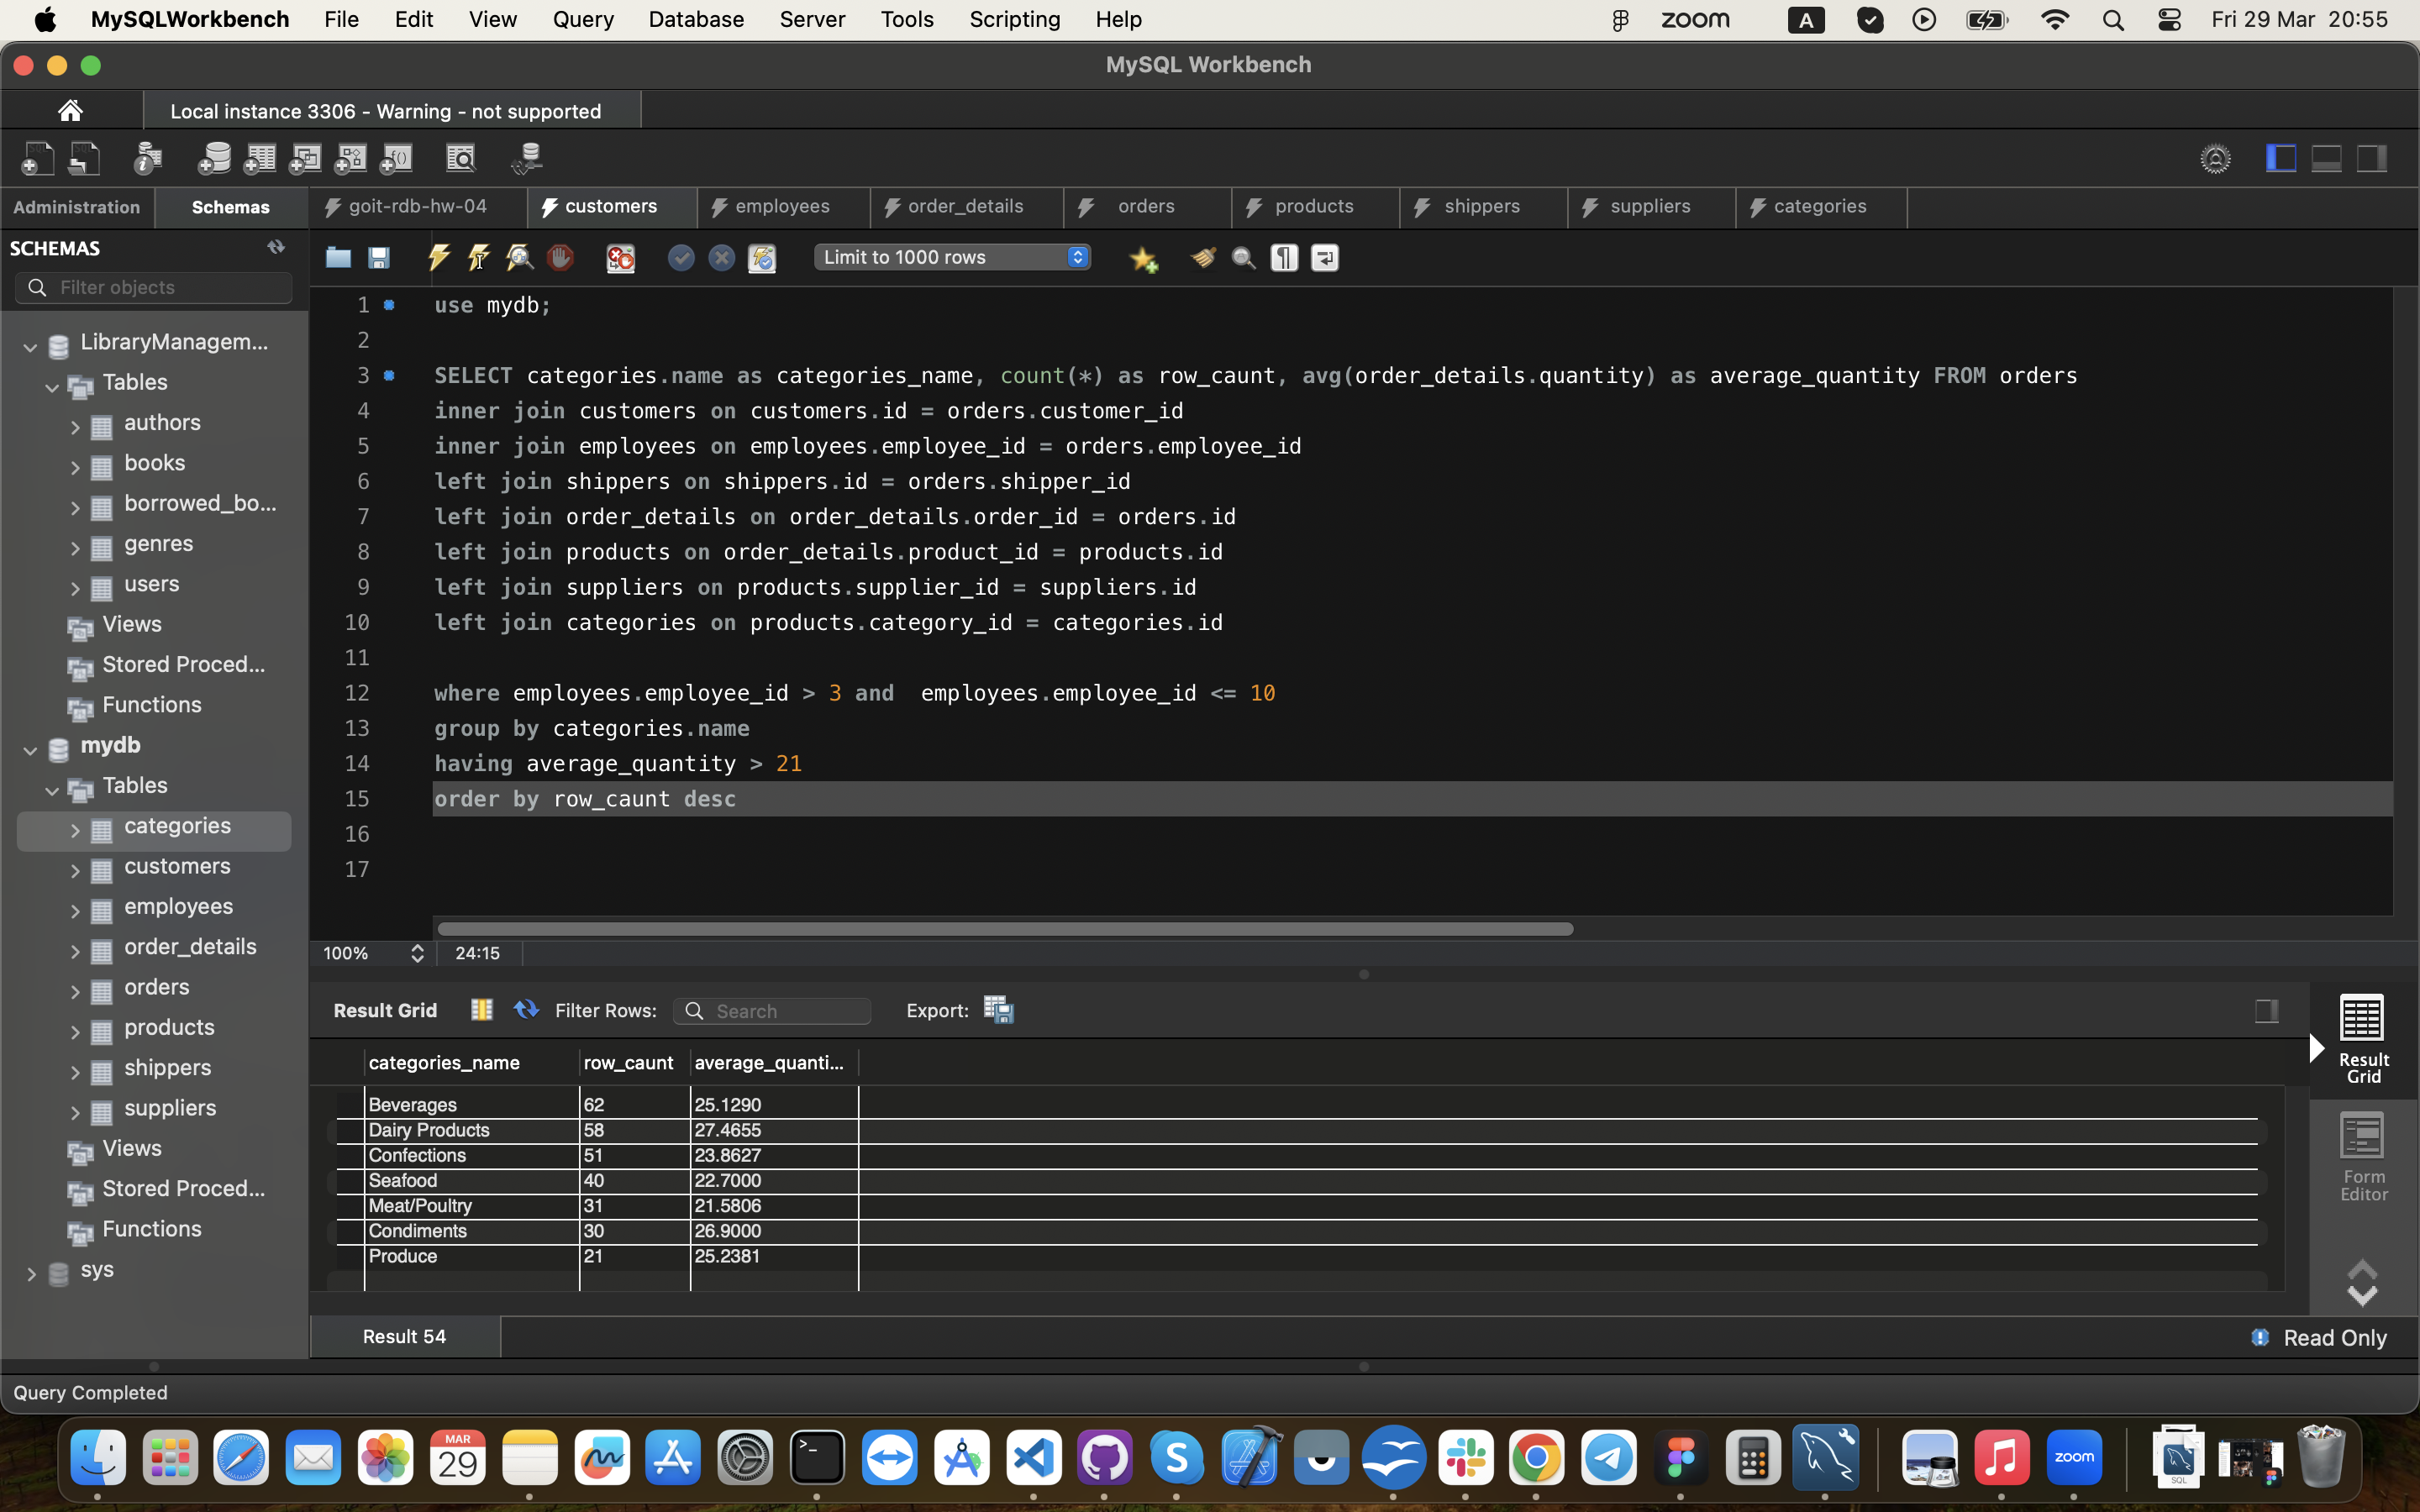 MySQLWorkbench File Edit View Query Database Server Tools Scripting Help zoom A Fri 29 Mar 20:55
MySQL Workbench
Local instance 3306 - Warning - not supported
Administration Schemas goit-rdb-hw-04 customers employees order_details orders products shippers suppliers categories
SCHEMAS
Limit to 1000 rows
Filter objects
LibraryManagem...
Tables
authors
books
borrowed_bo...
genres
users
Views
Stored Proced...
Functions
mydb
Tables
categories
customers
employees
order_details
orders
products
shippers
suppliers
Views
Stored Proced...
Functions
sys
1 use mydb;
2
3 SELECT categories.name as categories_name, count(*) as row_caunt, avg(order_details.quantity) as average_quantity FROM orders
4 inner join customers on customers.id = orders.customer_id
5 inner join employees on employees.employee_id = orders.employee_id
6 left join shippers on shippers.id = orders.shipper_id
7 left join order_details on order_details.order_id = orders.id
8 left join products on order_details.product_id = products.id
9 left join suppliers on products.supplier_id = suppliers.id
10 left join categories on products.category_id = categories.id
11
12 where employees.employee_id > 3 and  employees.employee_id <= 10
13 group by categories.name
14 having average_quantity > 21
15 order by row_caunt desc
16
17
100% 24:15
Result Grid Filter Rows: Search Export:
categories_name row_caunt average_quanti...
Beverages 62 25.1290
Dairy Products 58 27.4655
Confections 51 23.8627
Seafood 40 22.7000
Meat/Poultry 31 21.5806
Condiments 30 26.9000
Produce 21 25.2381
Result
Grid
Form
Editor
Result 54 Read Only
Query Completed
MAR
29
zoom
SQL